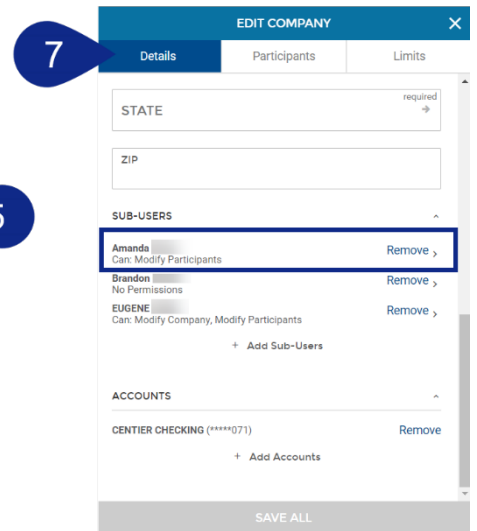 EDIT COMPANY
7
Details Participants Limits
required
STATE
ZIP
SUB-USERS
Amanda Remove
Can: Modify Participants
Brandon Remove
No Permissions
EUGENE Remove
Can: Modify Company, Modify Participants
+ Add Sub-Users
ACCOUNTS
CENTIER CHECKING (*****071) Remove
+ Add Accounts
SAVE ALL